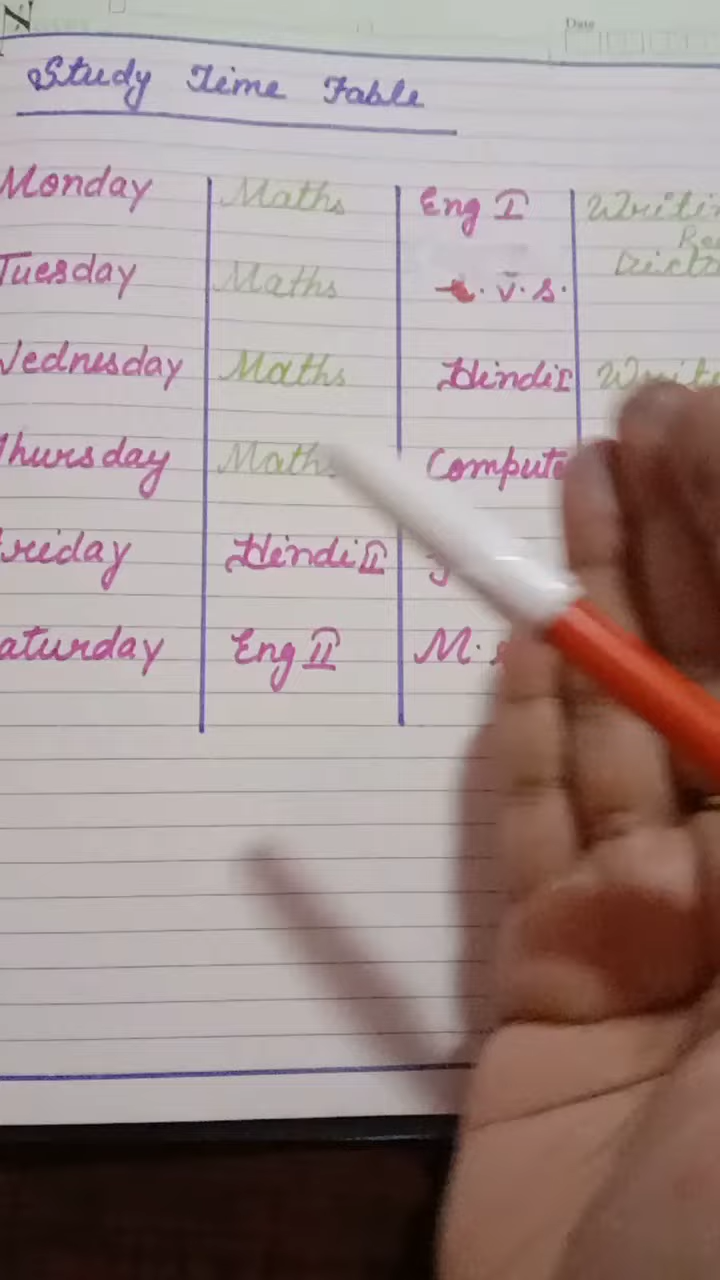 Date
Study Time Table
Monday Maths Eng I
Tuesday Maths . v. s.
Wednesday Maths Hindi I
Thursday Maths
Friday Hindi II
Saturday Eng II M.